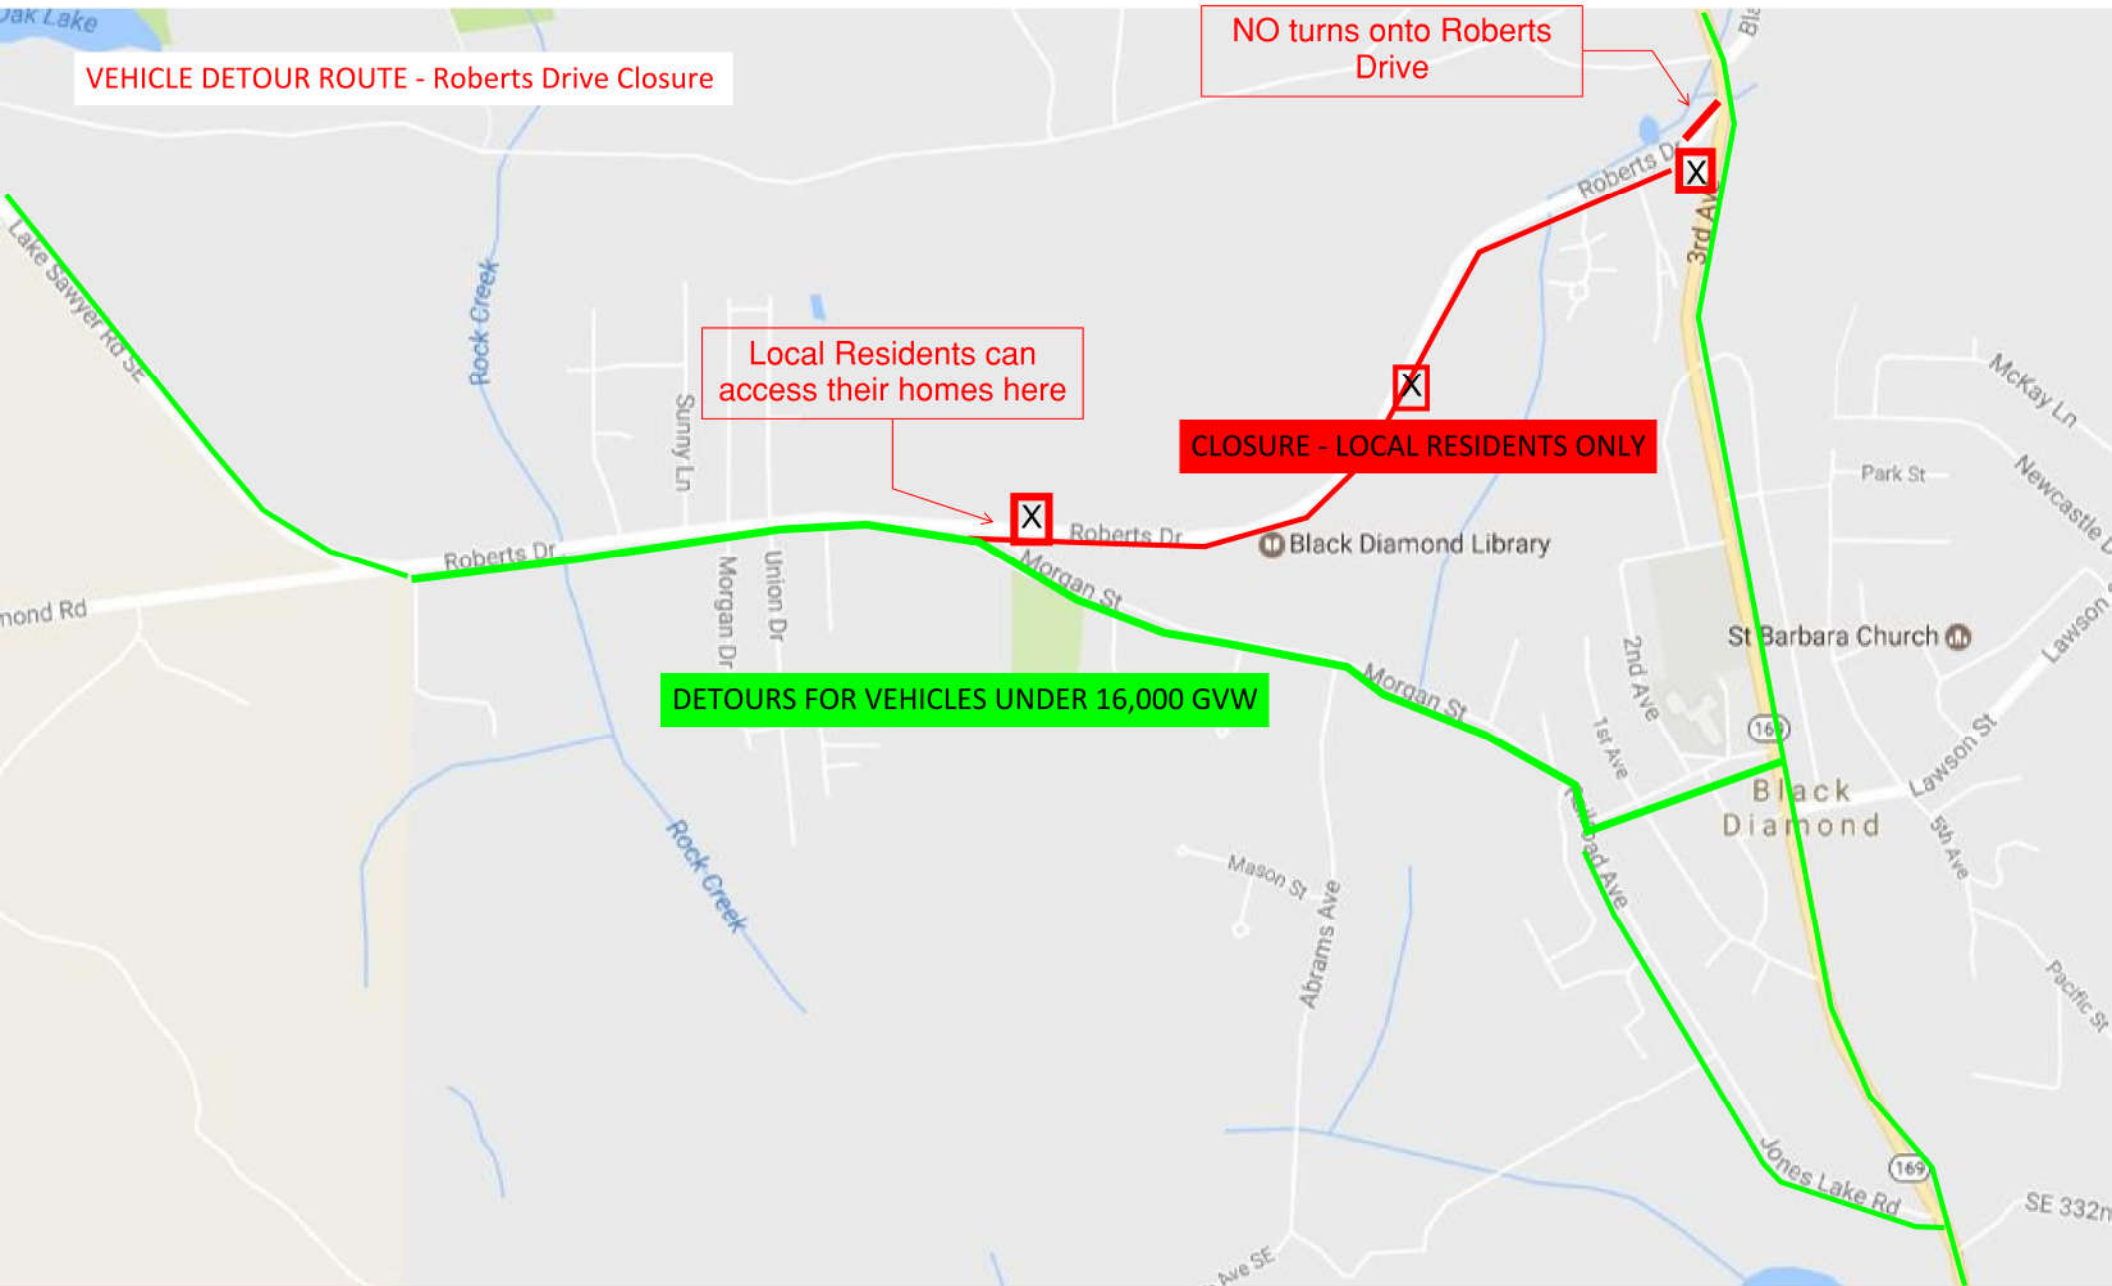 Oak Lake
VEHICLE DETOUR ROUTE - Roberts Drive Closure
NO turns onto Roberts
Drive
Roberts Dr
X
3rd Ave
Lake Sawyer Rd SE
Rock Creek
Sunny Ln
Local Residents can
access their homes here
X
CLOSURE - LOCAL RESIDENTS ONLY
McKay Ln
Park St
Newcastle D
X
Roberts Dr
Roberts Dr
Black Diamond Library
Morgan St
Morgan Dr
Union Dr
mond Rd
St Barbara Church
Lawson S
2nd Ave
DETOURS FOR VEHICLES UNDER 16,000 GVW
Morgan St
1st Ave
169
Lawson St
Black
Diamond
Railroad Ave
5th Ave
Rock Creek
Mason St
Abrams Ave
Pacific St
Jones Lake Rd
169
SE 332n
Ave SE